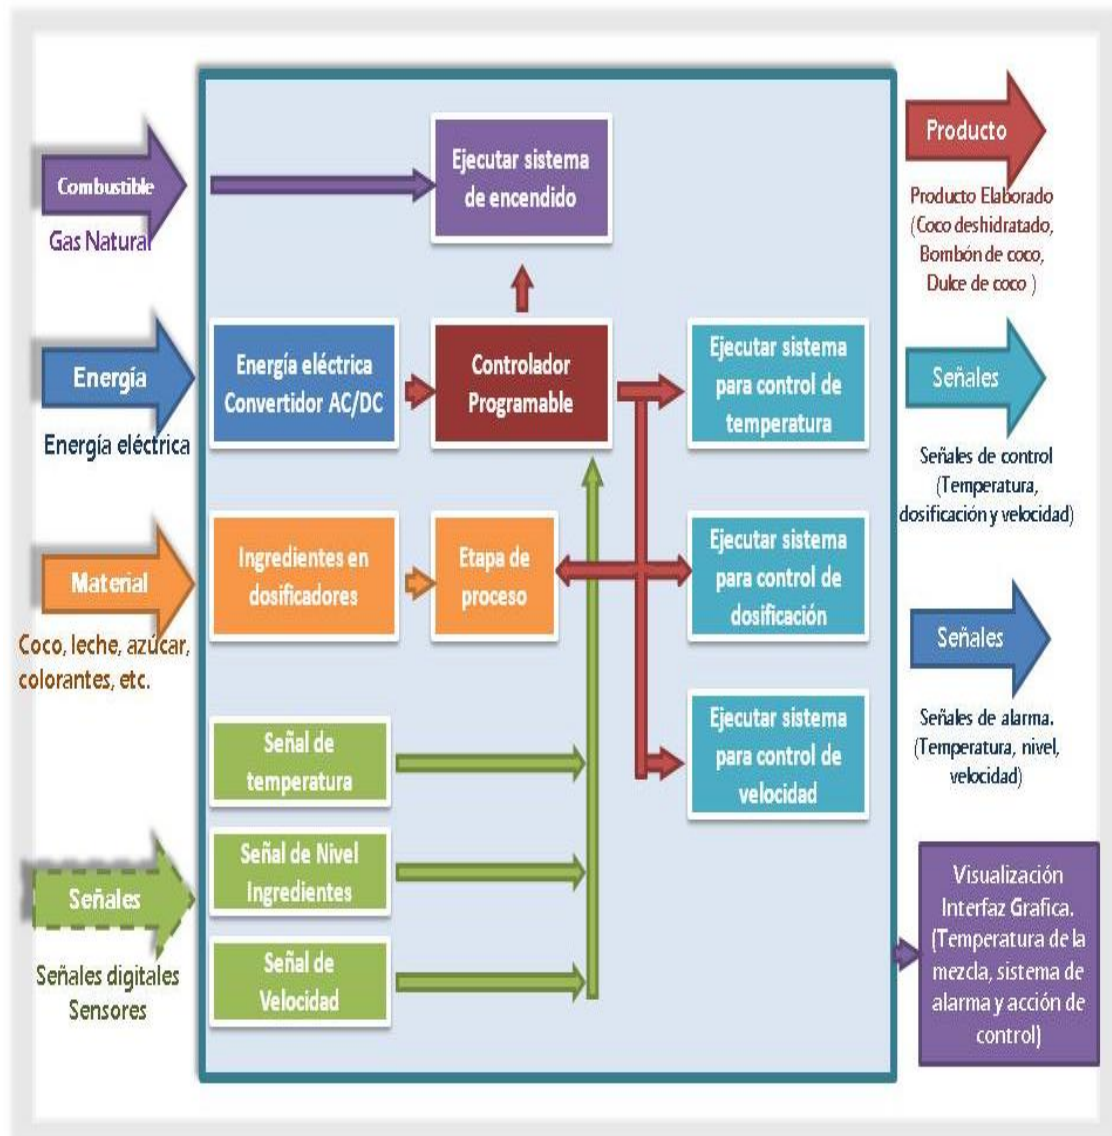 Combustible
Gas Natural
Energía
Energía eléctrica
Material
Coco, leche, azúcar,
colorantes, etc.
Señales
Señales digitales
Sensores
Ejecutar sistema
de encendido
Energía eléctrica
Convertidor AC/DC
Controlador
Programable
Ejecutar sistema
para control de
temperatura
Ingredientes en
dosificadores
Etapa de
proceso
Ejecutar sistema
para control de
dosificación
Señal de
temperatura
Ejecutar sistema
para control de
velocidad
Señal de Nivel
Ingredientes
Señal de
Velocidad
Producto
Producto Elaborado
(Coco deshidratado,
Bombón de coco,
Dulce de coco )
Señales
Señales de control
(Temperatura,
dosificación y velocidad)
Señales
Señales de alarma.
(Temperatura, nivel,
velocidad)
Visualización
Interfaz Grafica.
(Temperatura de la
mezcla, sistema de
alarma y acción de
control)